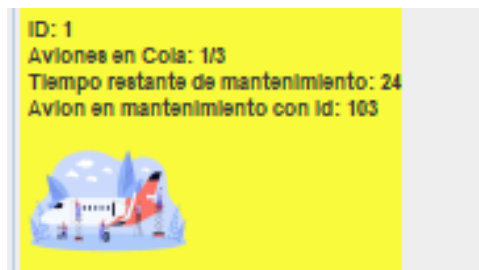 ID: 1
Aviones en Cola: 1/3
Tiempo restante de mantenimiento: 24
Avion en mantenimiento con id: 103